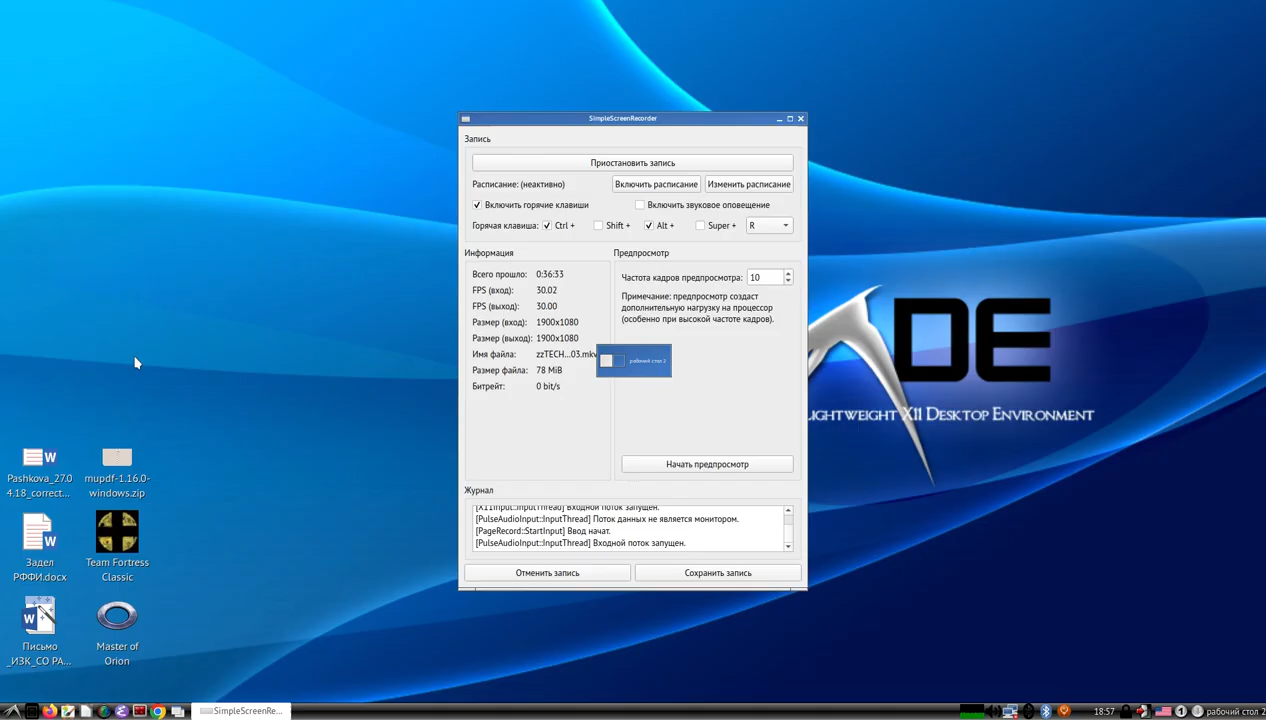 SimpleScreenRecorder
Запись
Приостановить запись
Расписание: (неактивно)
Включить расписание
Изменить расписание
Включить горячие клавиши
Включить звуковое оповещение
Горячая клавиша:
Ctrl +
Shift +
Alt +
Super +
R
Информация
Всего прошло: 0:36:33
FPS (вход): 30.02
FPS (выход): 30.00
Размер (вход): 1900x1080
Размер (выход): 1900x1080
Имя файла: zzTECH...03.mkv
Размер файла: 78 MiB
Битрейт: 0 bit/s
Предпросмотр
Частота кадров предпросмотра: 10
Примечание: предпросмотр создаст
дополнительную нагрузку на процессор
(особенно при высокой частоте кадров).
рабочий стол 2
Начать предпросмотр
Журнал
[X11Input::InputThread] Входной поток запущен.
[PulseAudioInput::InputThread] Поток данных не является монитором.
[PageRecord::StartInput] Ввод начат.
[PulseAudioInput::InputThread] Входной поток запущен.
Отменить запись
Сохранить запись
DE
LIGHTWEIGHT X11 DESKTOP ENVIRONMENT
Pashkova_27.0
4.18_correct...
mupdf-1.16.0-
windows.zip
Задел
РФФИ.docx
Team Fortress
Classic
Письмо
_ИЗК_СО РА...
Master of
Orion
SimpleScreenRe...
18:57
1
рабочий стол 2